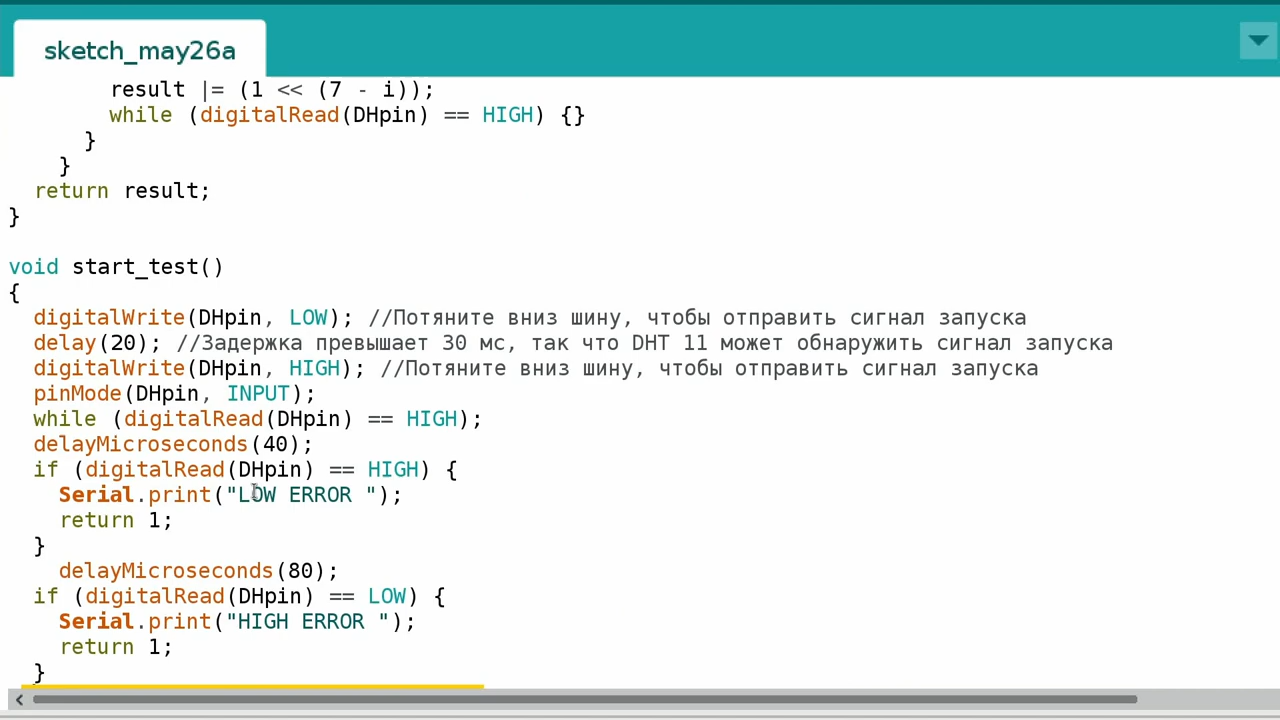 sketch_may26a
result |= (1 << (7 - i));
while (digitalRead(DHpin) == HIGH) {}
}
}
return result;
}
void start_test()
{
digitalWrite(DHpin, LOW); //Потяните вниз шину, чтобы отправить сигнал запуска
delay(20); //Задержка превышает 30 мс, так что DHT 11 может обнаружить сигнал запуска
digitalWrite(DHpin, HIGH); //Потяните вниз шину, чтобы отправить сигнал запуска
pinMode(DHpin, INPUT);
while (digitalRead(DHpin) == HIGH);
delayMicroseconds(40);
if (digitalRead(DHpin) == HIGH) {
Serial.print("LOW ERROR ");
return 1;
}
delayMicroseconds(80);
if (digitalRead(DHpin) == LOW) {
Serial.print("HIGH ERROR ");
return 1;
}